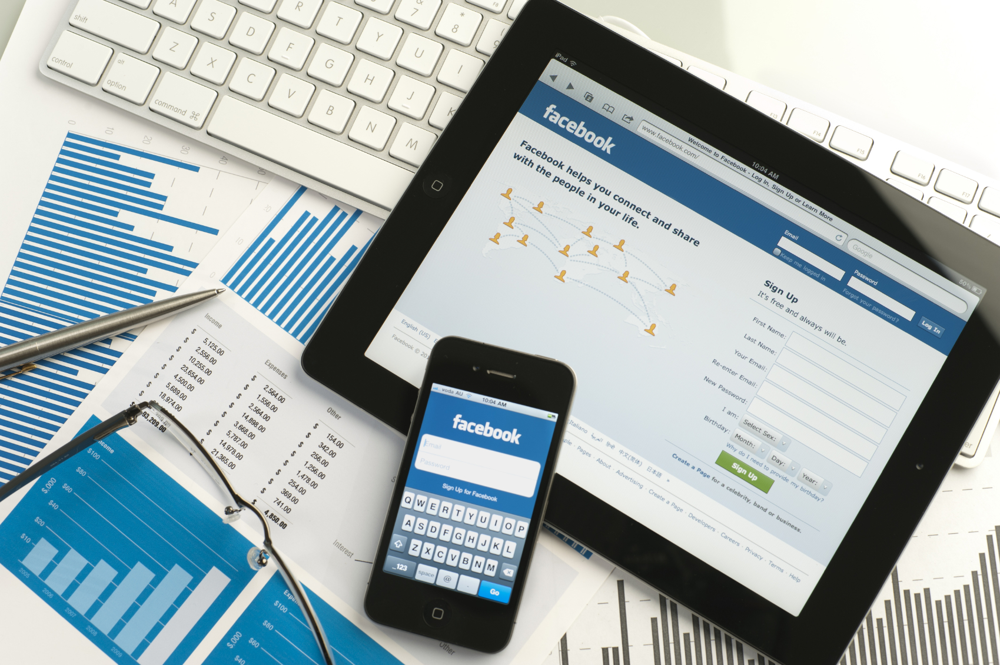 shift
A
R
& 7
* 8
F8
S
D
F
G
H
J
K
T
Y
U
I
Z
X
C
V
B
N
M
control
alt option
command ⌘
F13
F14
F15
F16
F17
0
10
20
30
40
iPad
10:04 AM
50%
Welcome to Facebook - Log In, Sign Up or Learn More
www.facebook.com/
Google
facebook
Email
Password
Keep me logged in
Forgot your password?
Log In
Facebook helps you connect and share
with the people in your life.
Sign Up
It's free and always will be.
First Name:
Last Name:
Your Email:
Re-enter Email:
New Password:
I am:
Select Sex:
Birthday:
Month:
Day:
Year:
Why do I need to provide my birthday?
Sign Up
Create a Page for a celebrity, band or business.
English (US)
Italiano العربية हिन्दी 中文(简体) 日本語
Facebook ©
Pages · About · Advertising · Create a Page · Developers · Careers · Privacy · Terms · Help
voda AU
10:04 AM
facebook
Email
Password
Sign Up for Facebook
Q W E R T Y U I O P
A S D F G H J K L
Z X C V B N M
_123
space
@
.
Go
Income
$ 5,125.00
$ 2,556.00
$ 10,255.00
$ 23,654.00
$ 4,500.00
$ 5,689.00
$ 18,974.00
93,209.00
Expenses
$ 2,564.00
$ 1,556.00
$ 2,564.00
$ 14,898.00
$ 3,668.00
$ 5,787.00
$ 14,978.00
$ 21,365.00
Other
$ 154.00
$ 342.00
$ 256.00
$ 1,256.00
$ 1,478.00
$ 254.00
$ 369.00
$ 741.00
$ 4,850.00
Interest
Other
Income
$,000
$100
$80
$60
$40
$20
$10
2005
2006
2007
2008
2009
$,000
$100
$80
$60
$40